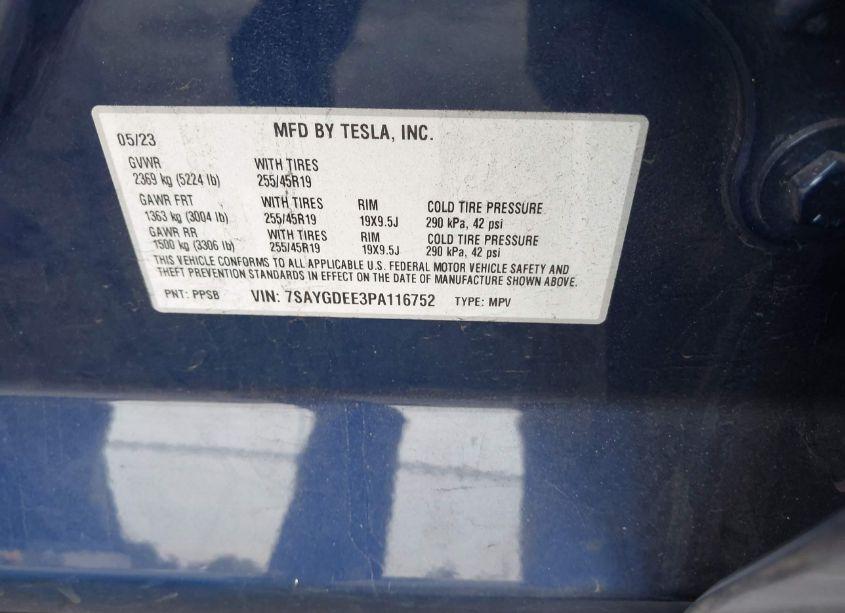 05/23 MFD BY TESLA, INC.
GVWR WITH TIRES
2369 kg (5224 lb) 255/45R19
GAWR FRT WITH TIRES RIM COLD TIRE PRESSURE
1363 kg (3004 lb) 255/45R19 19X9.5J 290 kPa, 42 psi
GAWR RR WITH TIRES RIM COLD TIRE PRESSURE
1500 kg (3306 lb) 255/45R19 19X9.5J 290 kPa, 42 psi
THIS VEHICLE CONFORMS TO ALL APPLICABLE U.S. FEDERAL MOTOR VEHICLE SAFETY AND
THEFT PREVENTION STANDARDS IN EFFECT ON THE DATE OF MANUFACTURE SHOWN ABOVE.
PNT: PPSB VIN: 7SAYGDEE3PA116752 TYPE: MPV